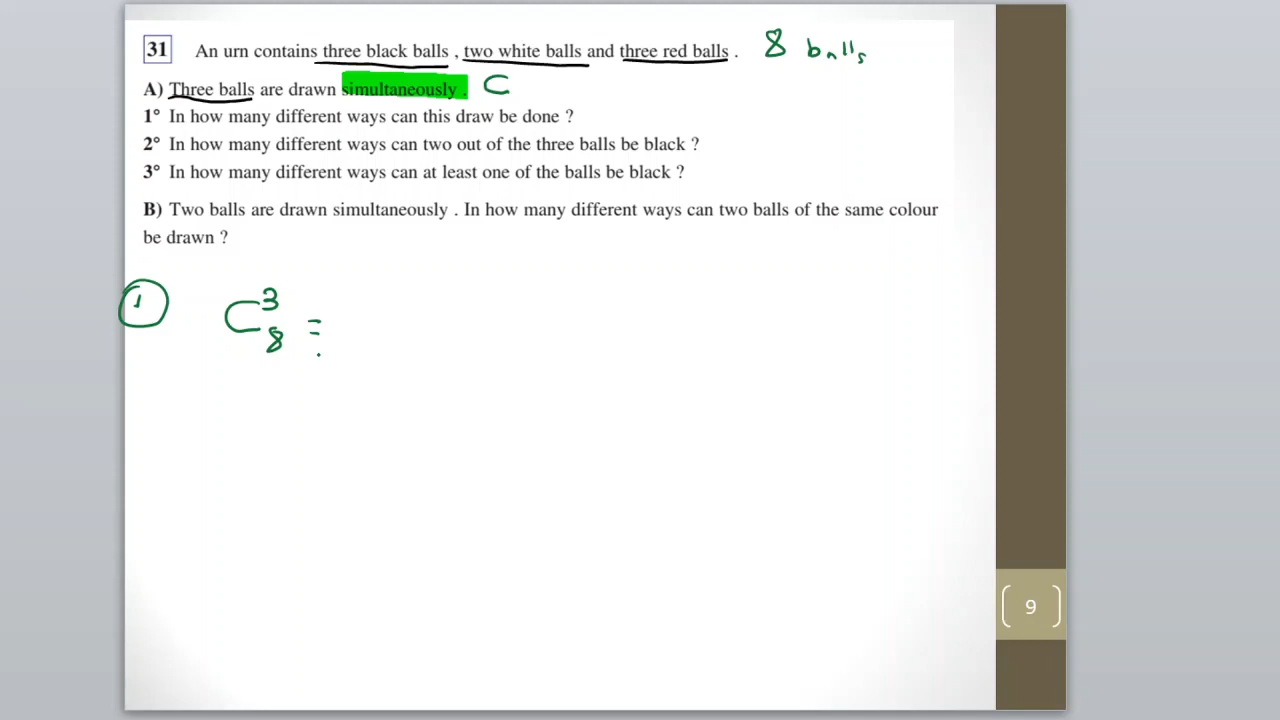 31 An urn contains three black balls , two white balls and three red balls . 8 balls
A) Three balls are drawn simultaneously . C
1° In how many different ways can this draw be done ?
2° In how many different ways can two out of the three balls be black ?
3° In how many different ways can at least one of the balls be black ?
B) Two balls are drawn simultaneously . In how many different ways can two balls of the same colour
be drawn ?
1 C 3 8 =
9